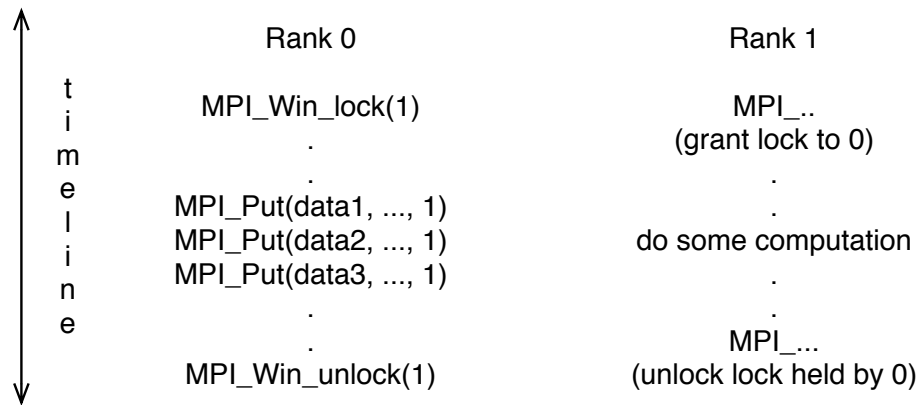 timeline
Rank 0
MPI_Win_lock(1)
.
.
MPI_Put(data1, ..., 1)
MPI_Put(data2, ..., 1)
MPI_Put(data3, ..., 1)
.
.
MPI_Win_unlock(1)
Rank 1
MPI_..
(grant lock to 0)
.
.
do some computation
.
.
MPI_...
(unlock lock held by 0)